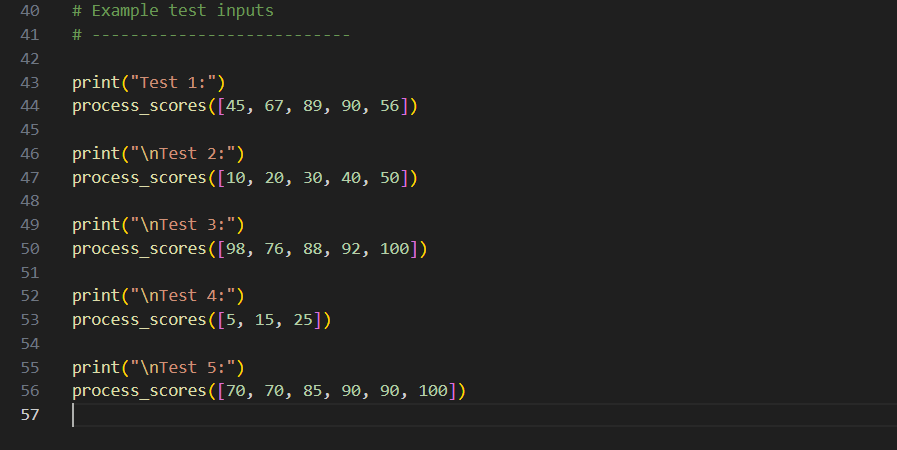 40 # Example test inputs
41 # ---------------------------
42
43 print("Test 1:")
44 process_scores([45, 67, 89, 90, 56])
45
46 print("\nTest 2:")
47 process_scores([10, 20, 30, 40, 50])
48
49 print("\nTest 3:")
50 process_scores([98, 76, 88, 92, 100])
51
52 print("\nTest 4:")
53 process_scores([5, 15, 25])
54
55 print("\nTest 5:")
56 process_scores([70, 70, 85, 90, 90, 100])
57